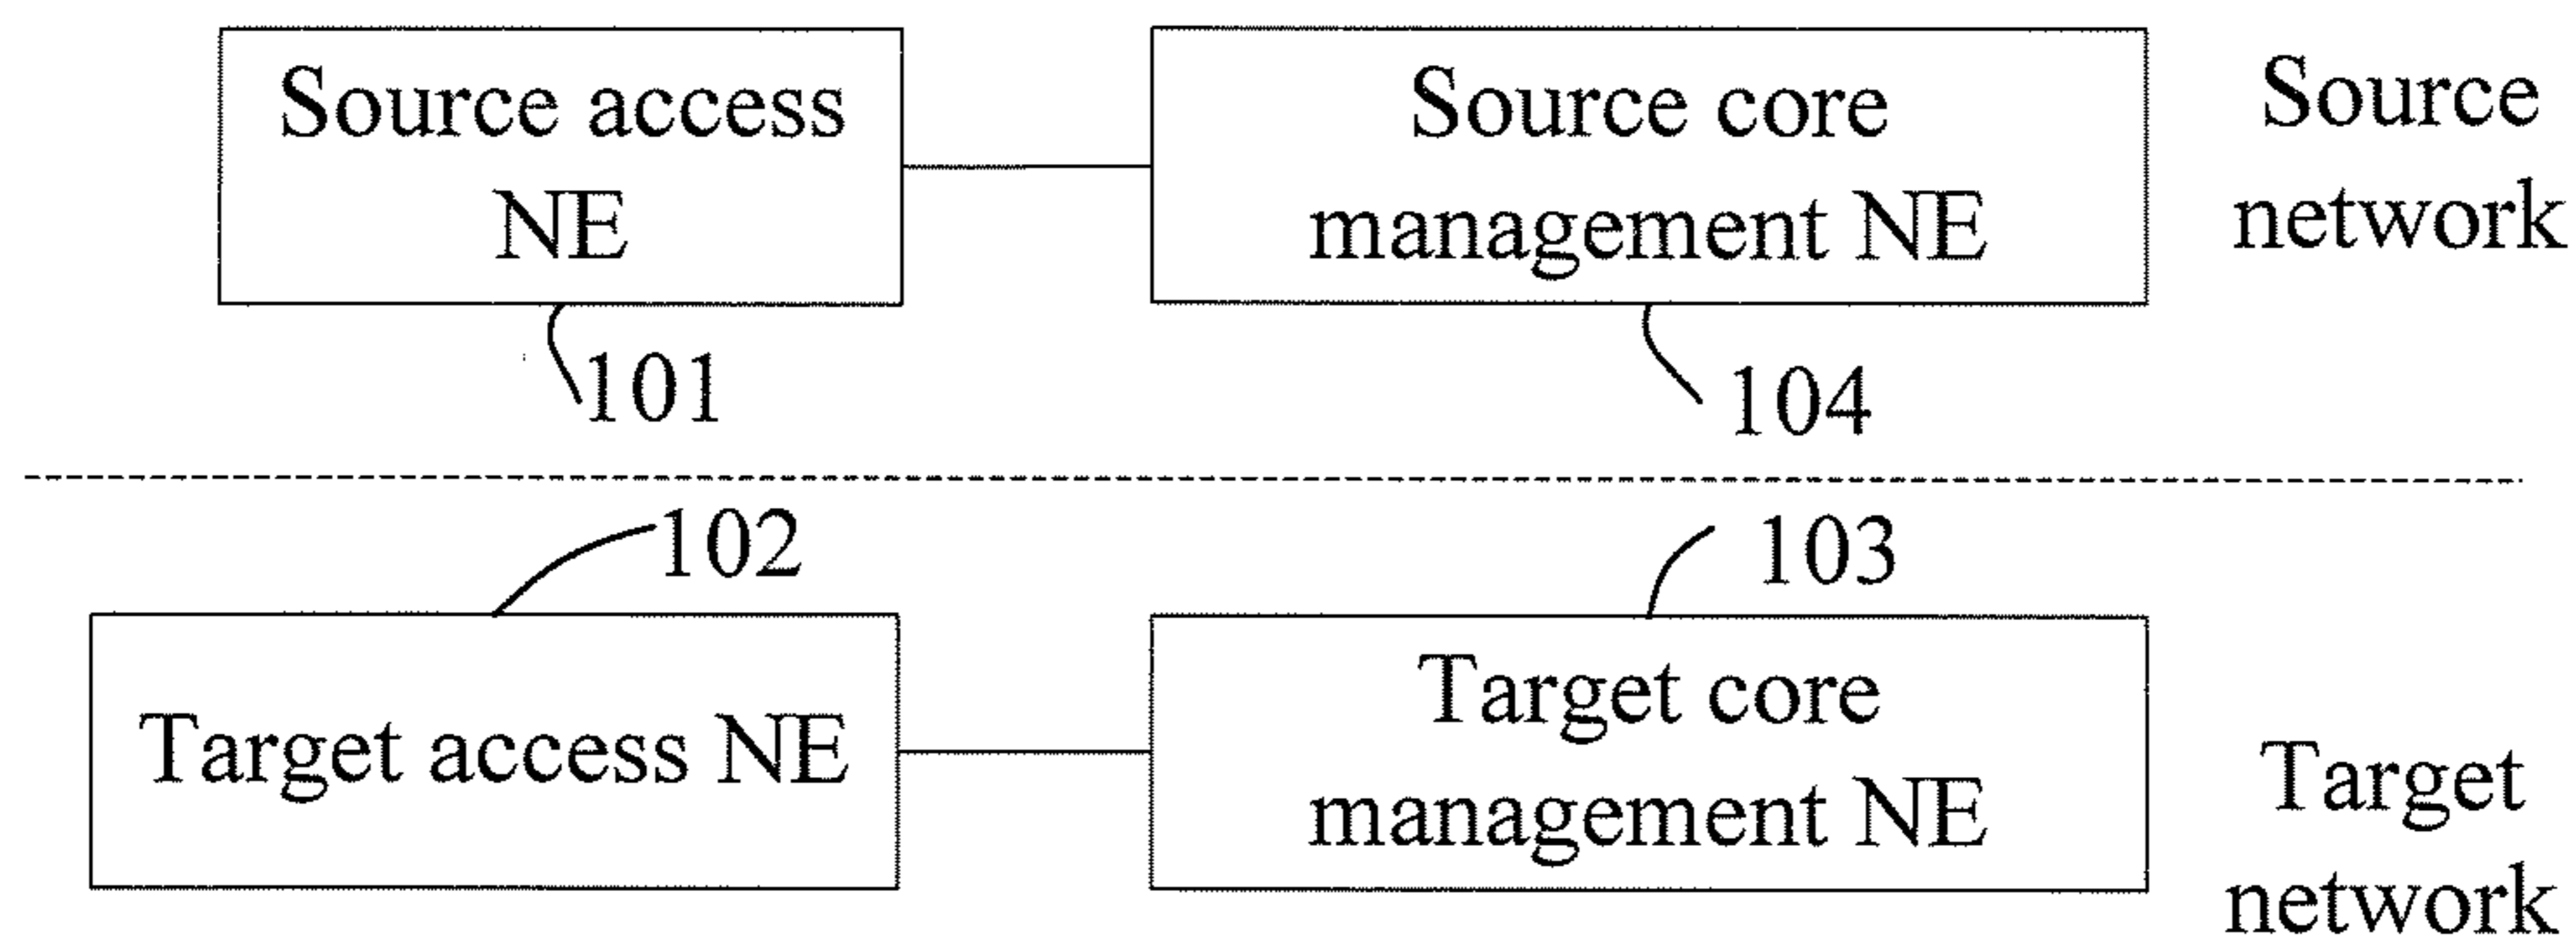 Source access
NE
Source core
management NE
Source
network
101
104
102
103
Target access NE
Target core
management NE
Target
network